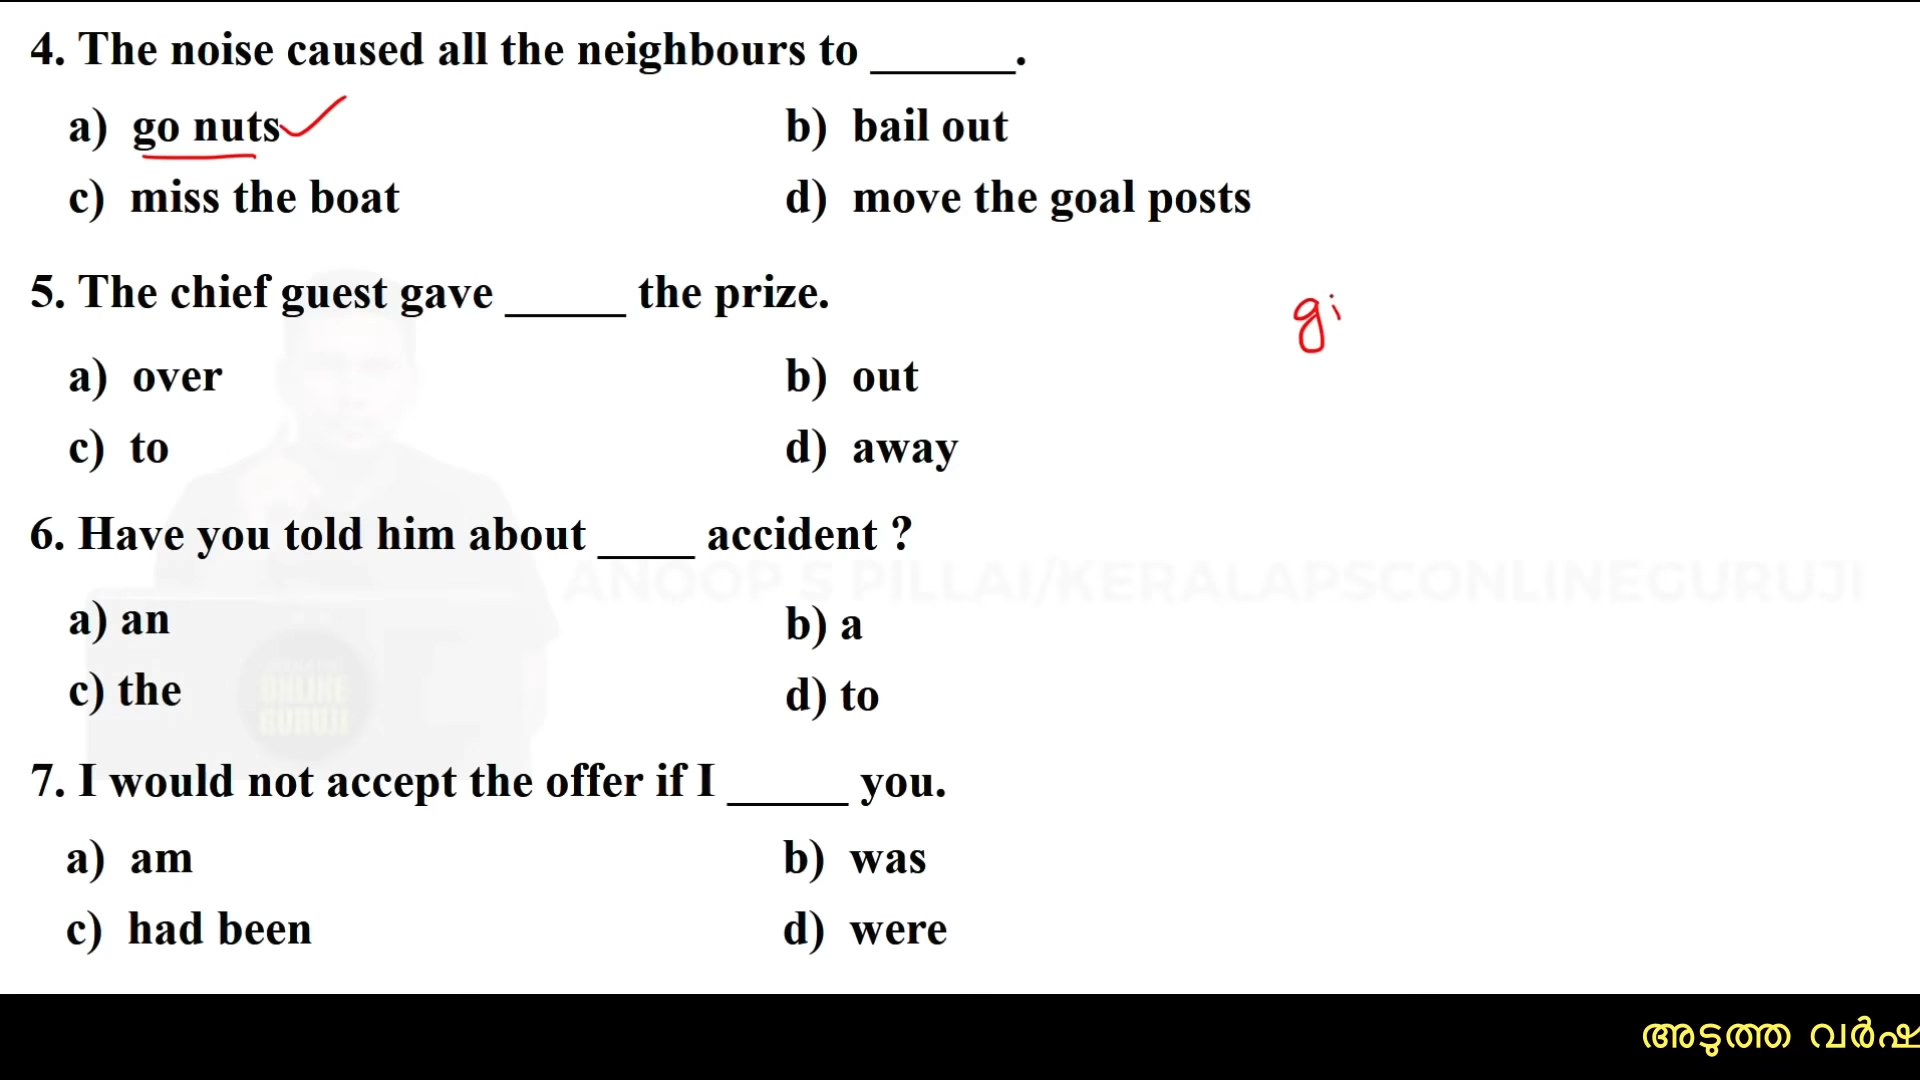 4. The noise caused all the neighbours to ______.
a) go nuts
b) bail out
c) miss the boat
d) move the goal posts
5. The chief guest gave _____ the prize.
gi
a) over
b) out
c) to
d) away
6. Have you told him about ____ accident ?
ANOOP S PILLAI/KERALAPSCONLINEGURUJI
a) an
b) a
c) the
d) to
ONLINE
GURUJI
7. I would not accept the offer if I _____ you.
a) am
b) was
c) had been
d) were
അടുത്ത വർഷ